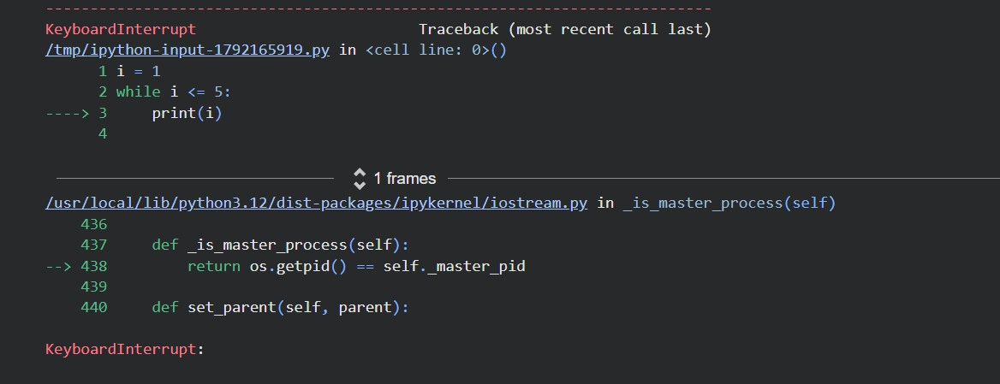 ---------------------------------------------------------------------------
KeyboardInterrupt                         Traceback (most recent call last)
/tmp/ipython-input-1792165919.py in <cell line: 0>()
      1 i = 1
      2 while i <= 5:
----> 3     print(i)
      4
1 frames
/usr/local/lib/python3.12/dist-packages/ipykernel/iostream.py in _is_master_process(self)
    436
    437     def _is_master_process(self):
--> 438         return os.getpid() == self._master_pid
    439
    440     def set_parent(self, parent):
KeyboardInterrupt: